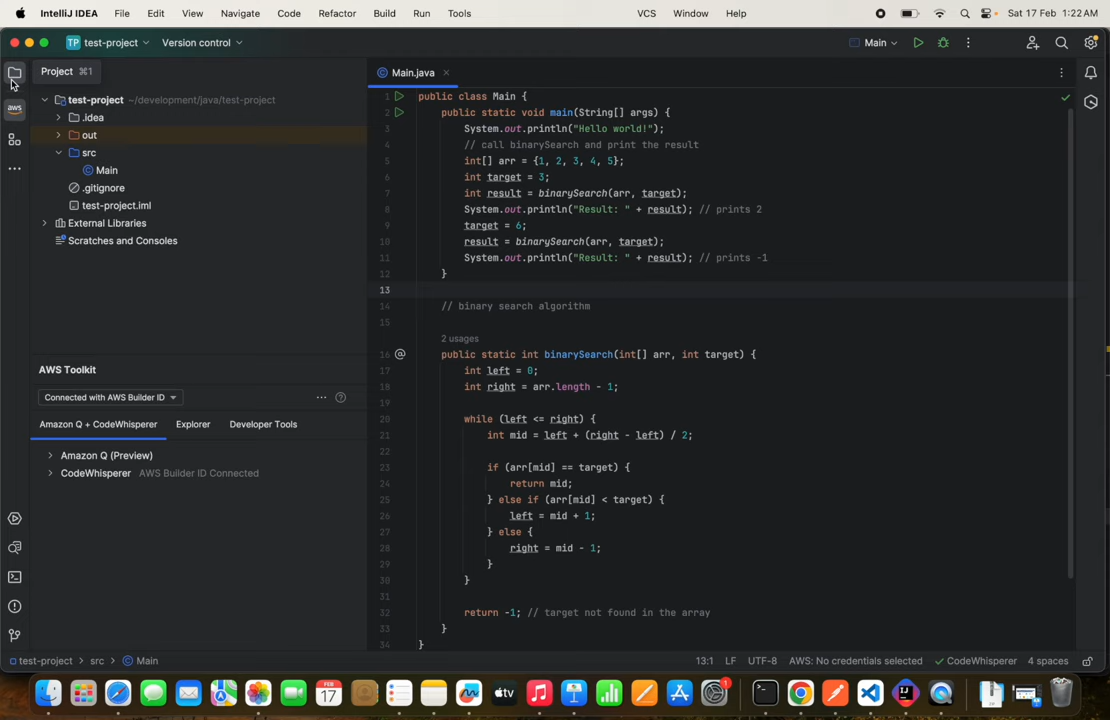 IntelliJ IDEA File Edit View Navigate Code Refactor Build Run Tools VCS Window Help Sat 17 Feb 1:22 AM
TP test-project Version control Main
Project ⌘1
Main.java
aws
test-project ~/development/java/test-project
.idea
out
src
Main
.gitignore
test-project.iml
External Libraries
Scratches and Consoles
AWS Toolkit
Connected with AWS Builder ID
Amazon Q + CodeWhisperer Explorer Developer Tools
Amazon Q (Preview)
CodeWhisperer AWS Builder ID Connected
1 public class Main {
2 public static void main(String[] args) {
3 System.out.println("Hello world!");
4 // call binarySearch and print the result
5 int[] arr = {1, 2, 3, 4, 5};
6 int target = 3;
7 int result = binarySearch(arr, target);
8 System.out.println("Result: " + result); // prints 2
9 target = 6;
10 result = binarySearch(arr, target);
11 System.out.println("Result: " + result); // prints -1
12 }
13
14 // binary search algorithm
15
2 usages
16 @ public static int binarySearch(int[] arr, int target) {
17 int left = 0;
18 int right = arr.length - 1;
19
20 while (left <= right) {
21 int mid = left + (right - left) / 2;
22
23 if (arr[mid] == target) {
24 return mid;
25 } else if (arr[mid] < target) {
26 left = mid + 1;
27 } else {
28 right = mid - 1;
29 }
30 }
31
32 return -1; // target not found in the array
33 }
34 }
test-project > src > Main 13:1 LF UTF-8 AWS: No credentials selected CodeWhisperer 4 spaces
FEB
17
tv
1